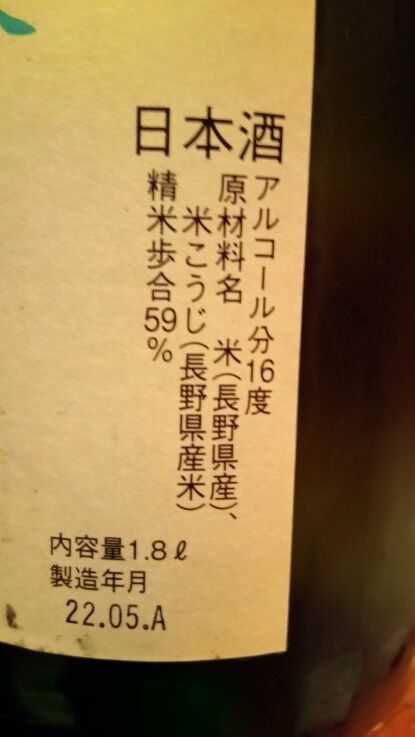 日本酒
アルコール分16度
原材料名 米(長野県産)、
米こうじ(長野県産米)
精米歩合59%
内容量1.8ℓ
製造年月
22.05.A